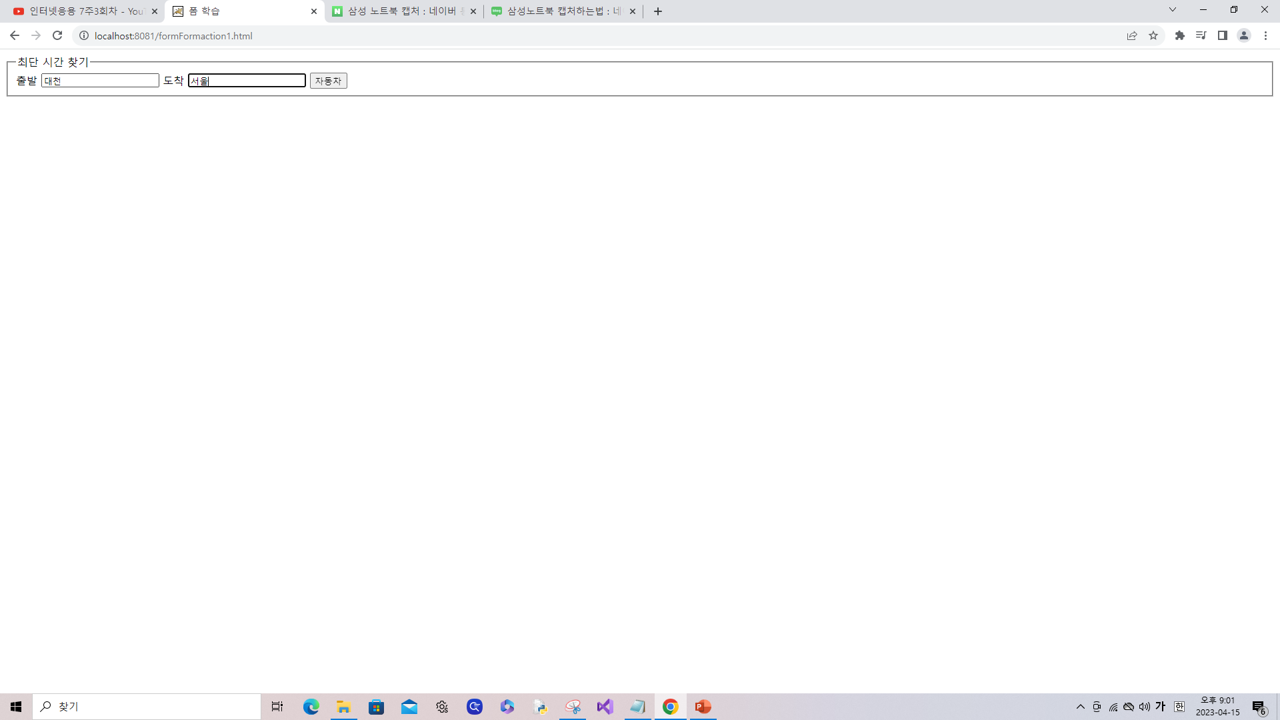 인터넷응용 7주3회차 - You
폼 학습
삼성 노트북 캡처 : 네이버
삼성노트북 캡처하는법 : 네
localhost:8081/formFormaction1.html
최단 시간 찾기
출발 대전 도착 서울 자동차
찾기
가 한 오후 9:01
2023-04-15
6